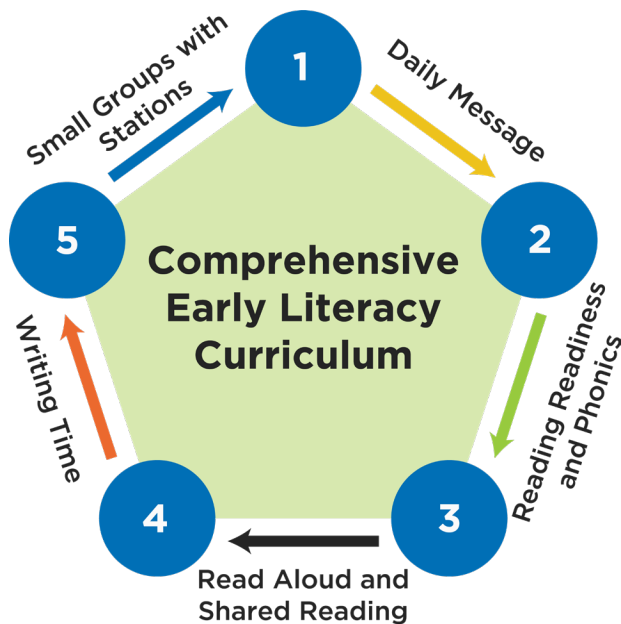 1
Daily Message
2
Reading Readiness
and Phonics
3
Read Aloud and
Shared Reading
4
Writing Time
5
Small Groups with
Stations
Comprehensive
Early Literacy
Curriculum